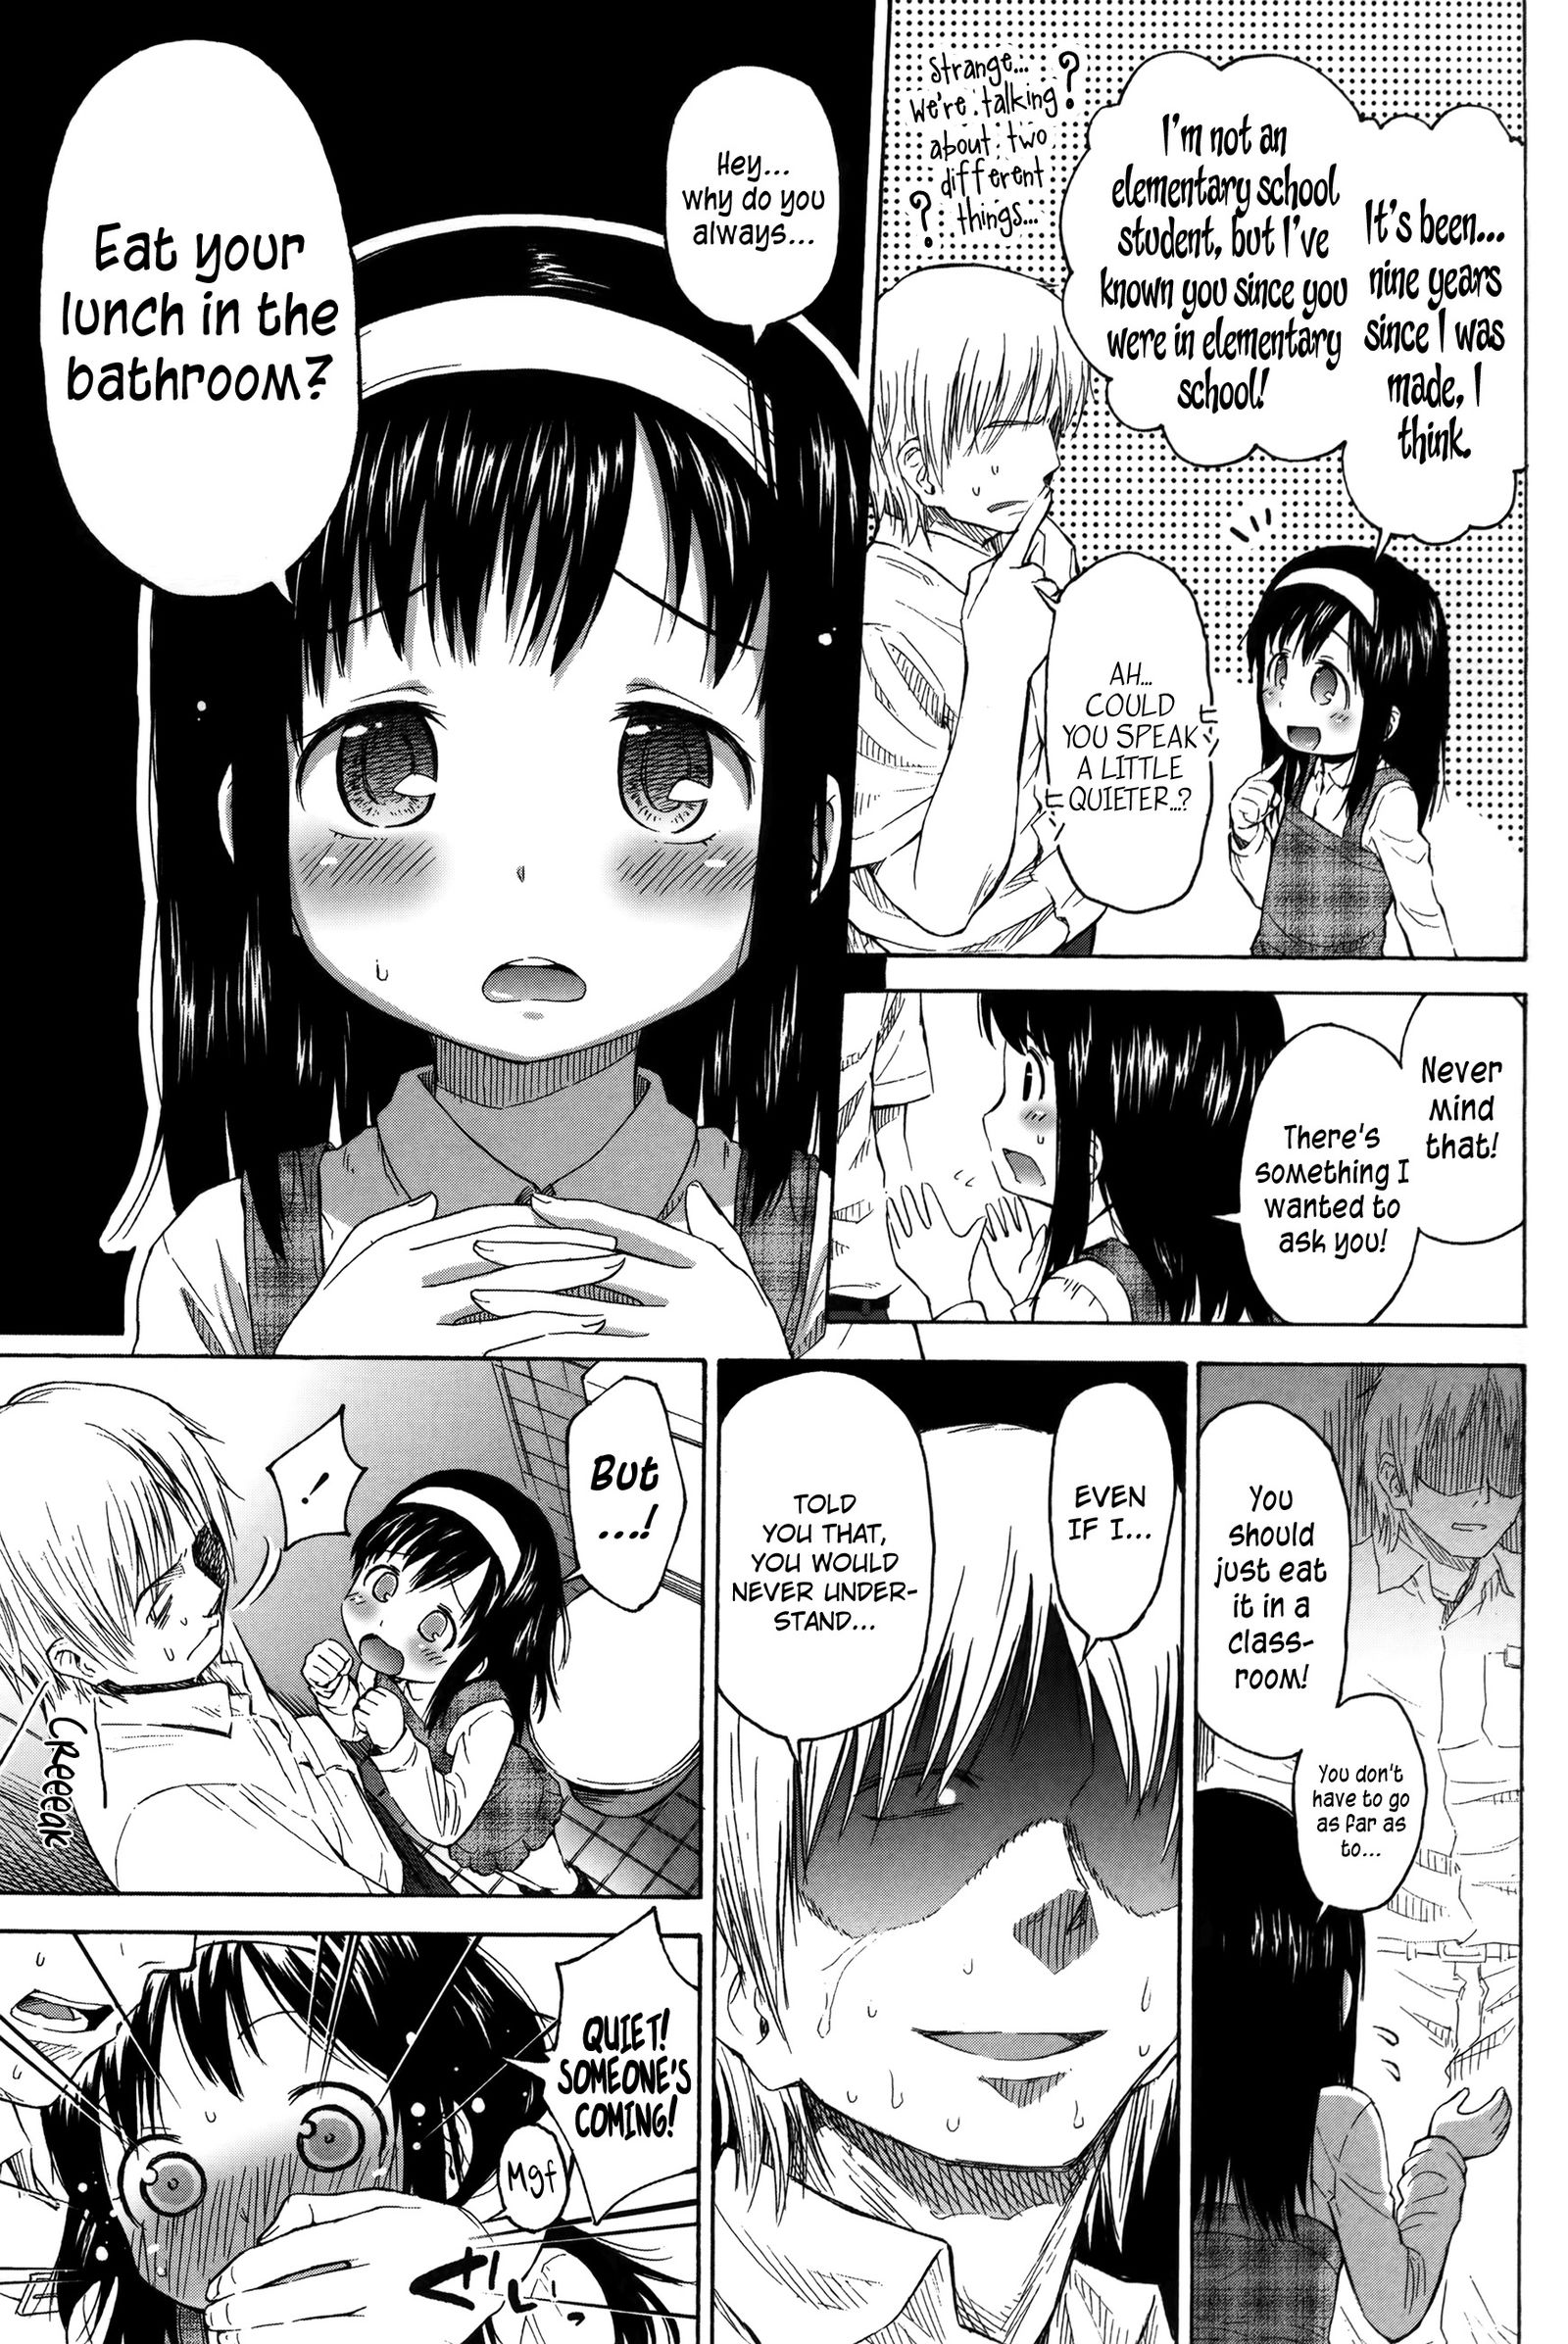 It's been...
nine years
since I was
made, I
think.
I'm not an
elementary school
student, but I've
known you since you
were in elementary
school!
Strange...
We're talking
about two
different
things...
?
?
AH...
COULD
YOU SPEAK
A LITTLE
QUIETER...?
ヒソ
ヒソ
Never
mind
that!
There's
something I
wanted to
ask you!
Hey...
why do you
always...
Eat your
lunch in the
bathroom?
You
should
just eat
it in a
class-
room!
You don't
have to go
as far as
to...
EVEN
IF I...
TOLD
YOU THAT,
YOU WOULD
NEVER UNDER-
STAND...
But
...!
!
Creeeak
QUIET!
SOMEONE'S
COMING!
Mgf